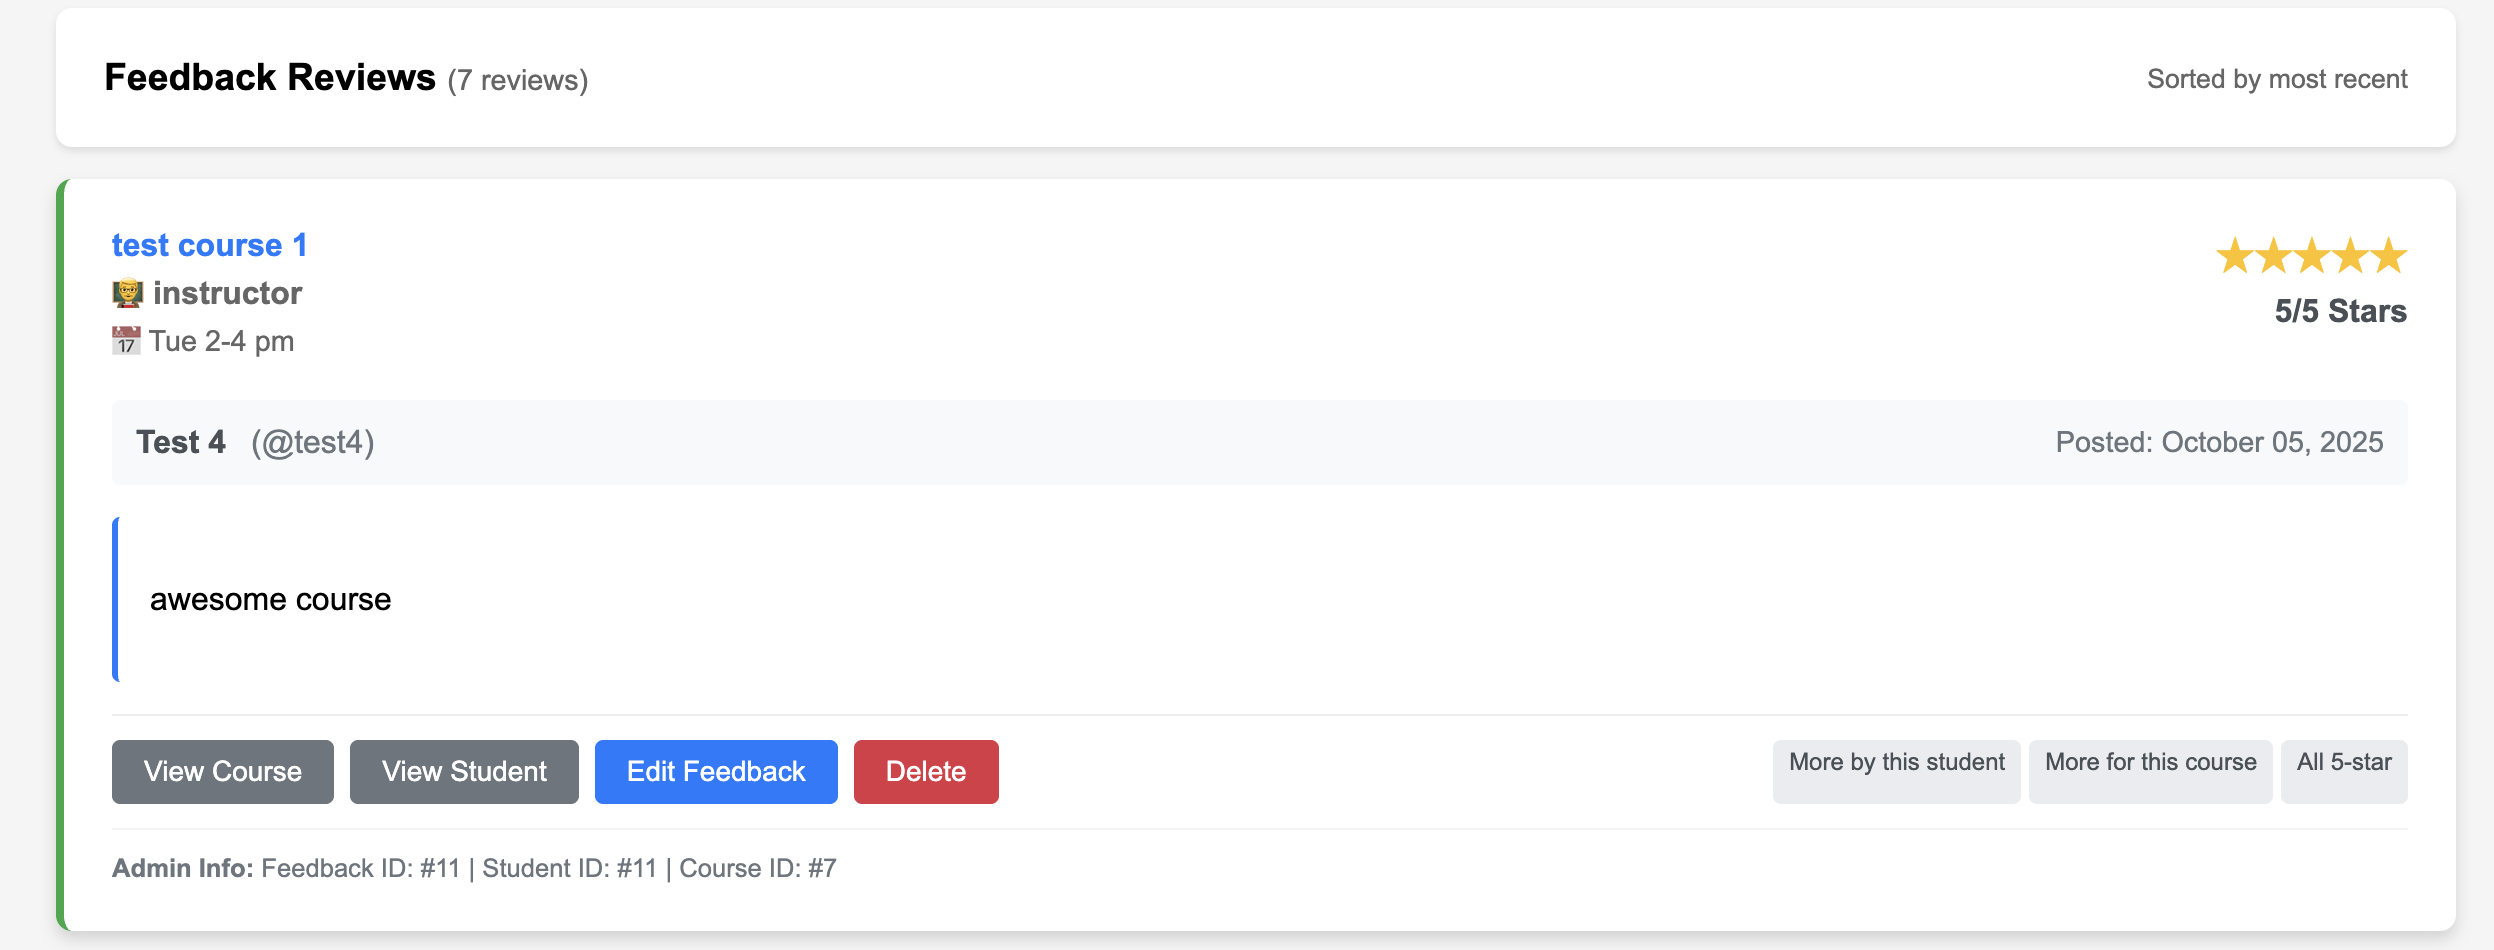 Feedback Reviews (7 reviews)
Sorted by most recent
test course 1
instructor
17 Tue 2-4 pm
5/5 Stars
Test 4 (@test4)
Posted: October 05, 2025
awesome course
View Course
View Student
Edit Feedback
Delete
More by this student
More for this course
All 5-star
Admin Info: Feedback ID: #11 | Student ID: #11 | Course ID: #7